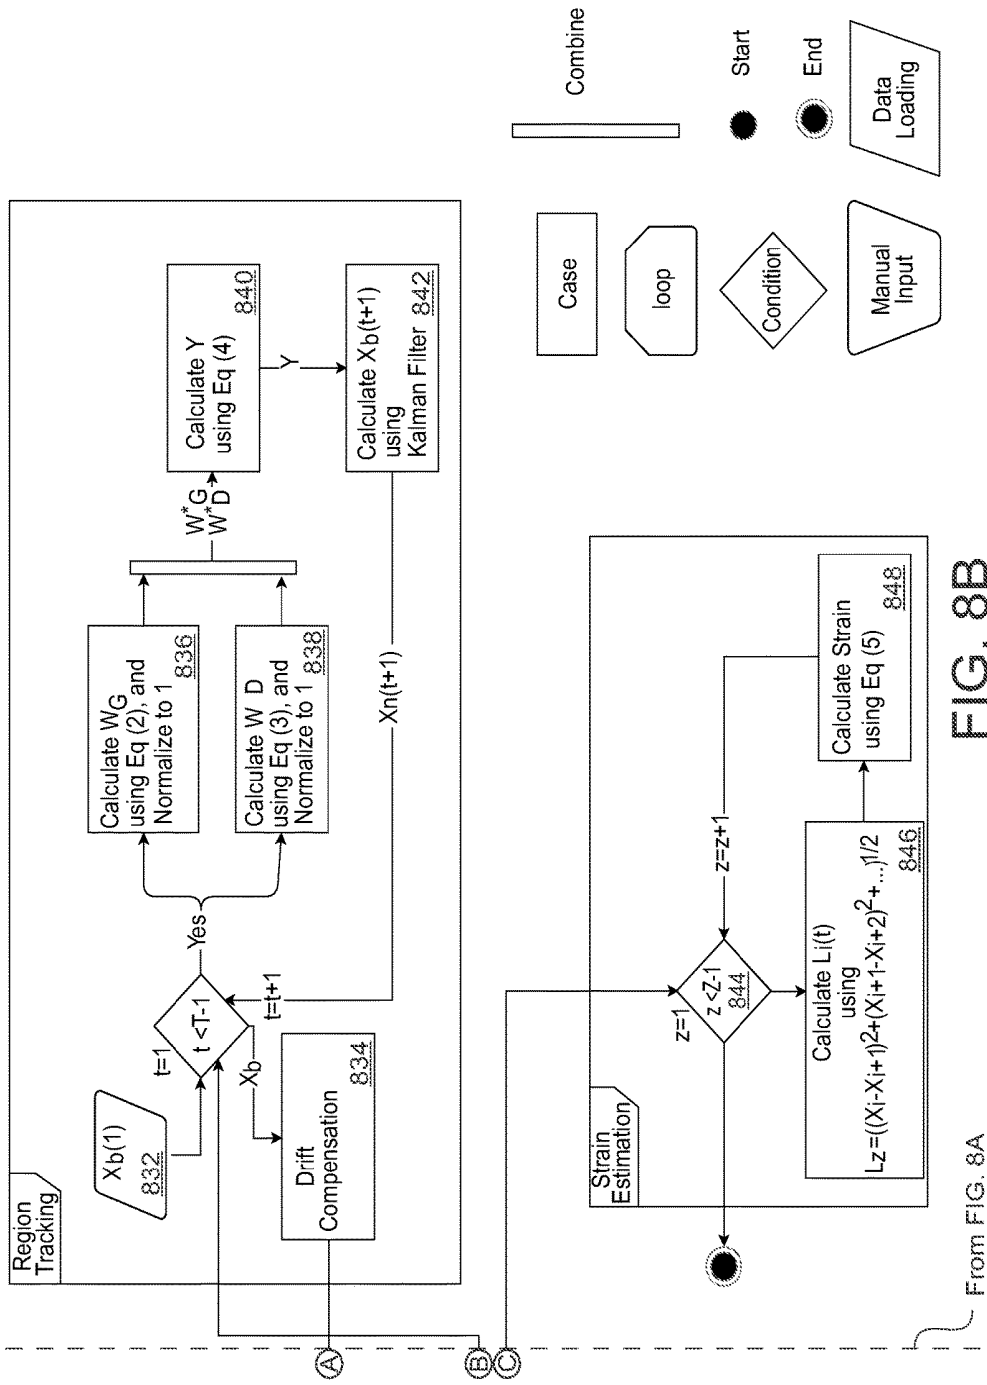 Region
Tracking
Xb(1)
832
t=1
t <T-1
Yes
Xb
t=t+1
Drift
Compensation
834
Calculate WG
using Eq (2), and
Normalize to 1
836
Calculate W D
using Eq (3), and
Normalize to 1
838
W*G
W*D
Calculate Y
using Eq (4)
840
Y
Calculate Xb(t+1)
using
Kalman Filter
842
Xn(t+1)
A
B
C
Strain
Estimation
z=1
z <Z-1
844
z=z+1
Calculate Li(t)
using
Lz=((Xi-Xi+1)2+(Xi+1-Xi+2)2+...)1/2
846
Calculate Strain
using Eq (5)
848
From FIG. 8A
FIG. 8B
Case
loop
Condition
Manual
Input
Combine
Start
End
Data
Loading